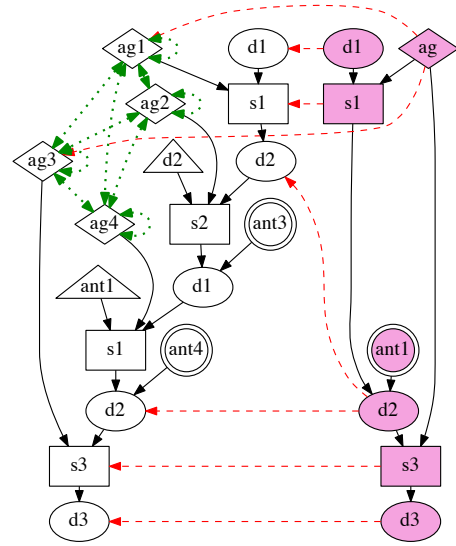 ag1
d1
d1
ag
ag2
s1
s1
d2
d2
ag3
ag4
s2
ant3
ant1
d1
s1
ant4
ant1
d2
d2
s3
s3
d3
d3